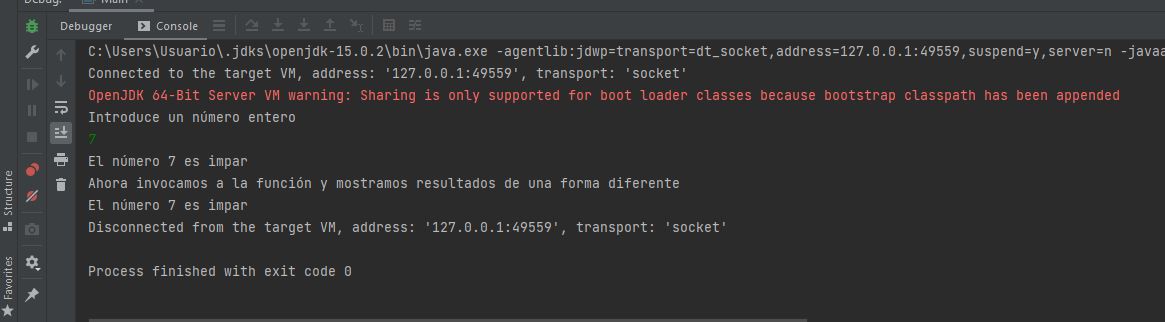 Debug:
Main
Debugger
Console
C:\Users\Usuario\.jdks\openjdk-15.0.2\bin\java.exe -agentlib:jdwp=transport=dt_socket,address=127.0.0.1:49559,suspend=y,server=n
Connected to the target VM, address: '127.0.0.1:49559', transport: 'socket'
OpenJDK 64-Bit Server VM warning: Sharing is only supported for boot loader classes because bootstrap classpath has been appended
Introduce un número entero
7
El número 7 es impar
Ahora invocamos a la función y mostramos resultados de una forma diferente
El número 7 es impar
Disconnected from the target VM, address: '127.0.0.1:49559', transport: 'socket'
Process finished with exit code 0
Structure
Favorites